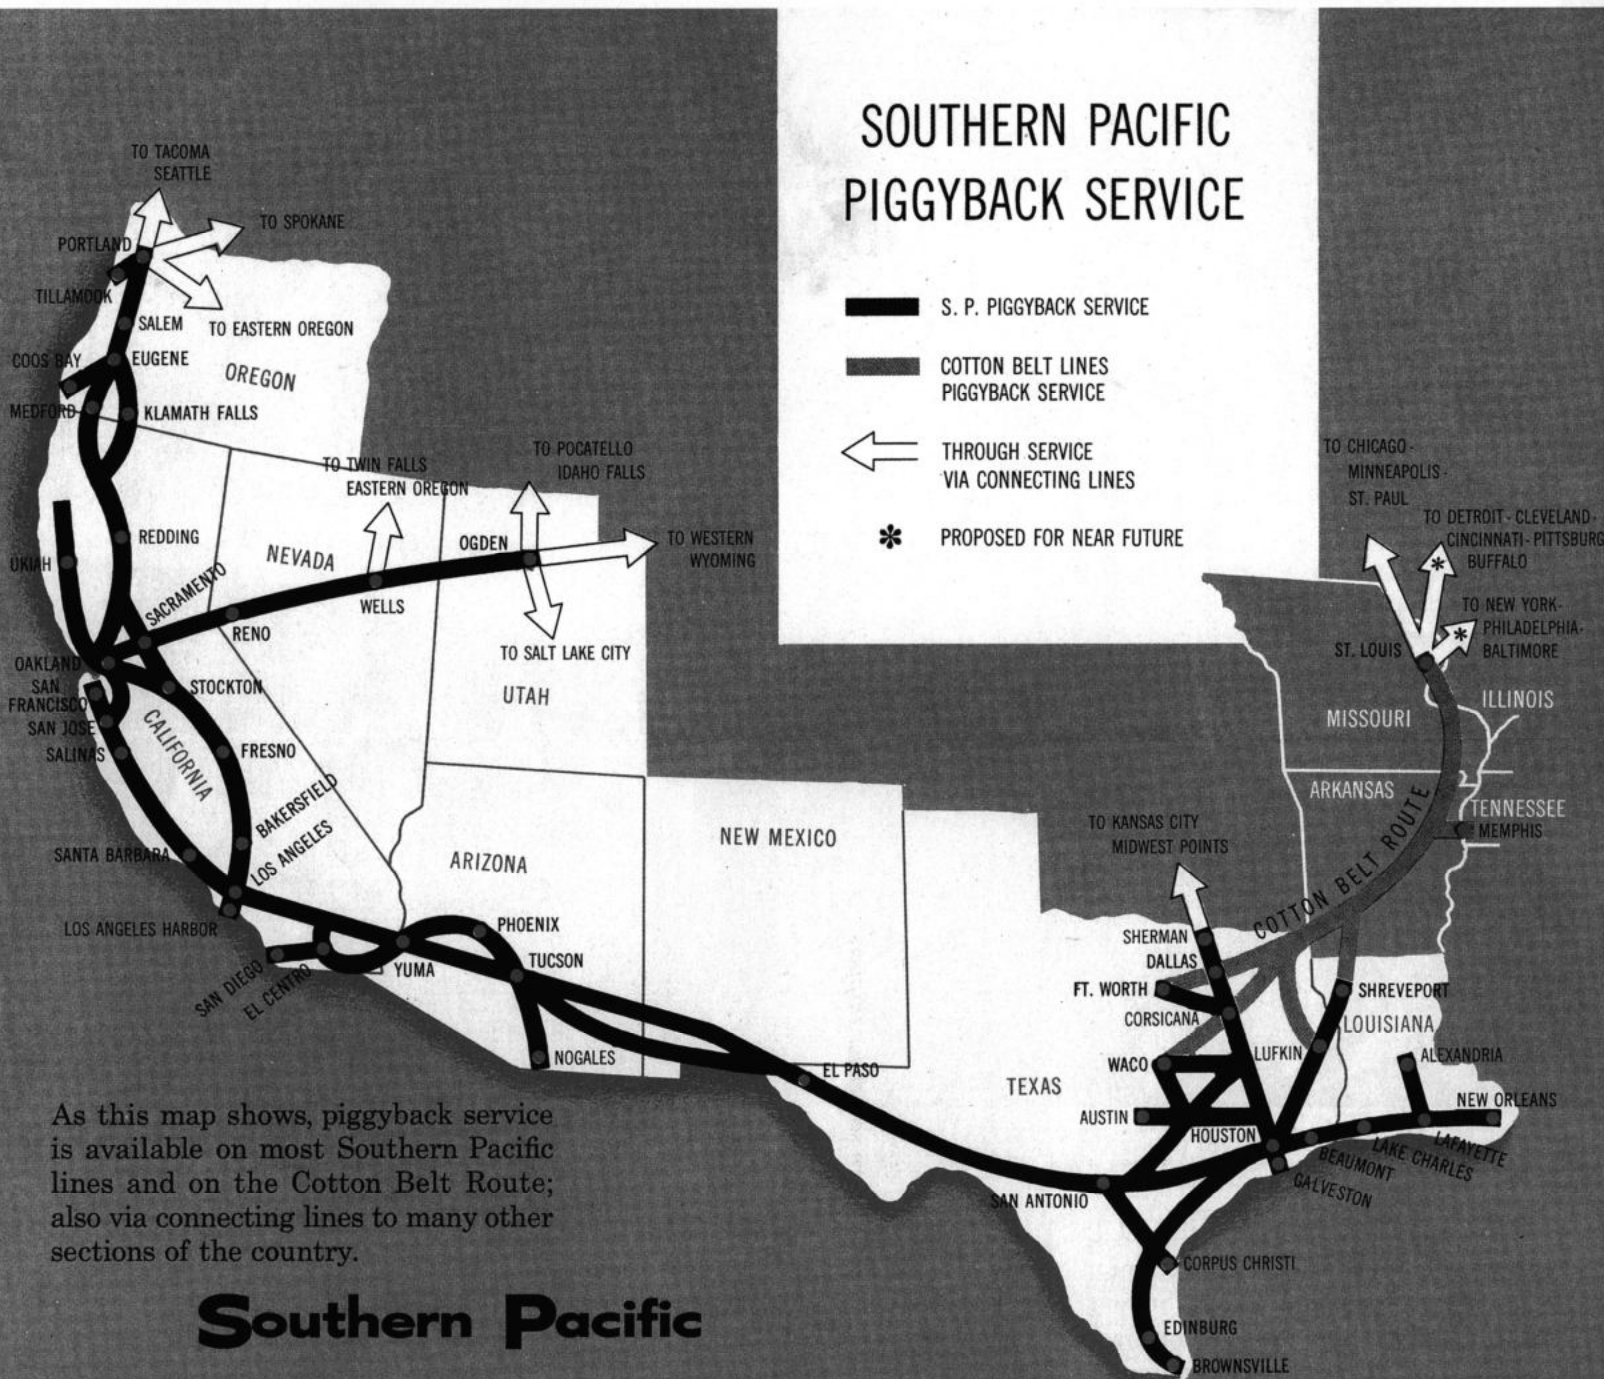 SOUTHERN PACIFIC
PIGGYBACK SERVICE
S. P. PIGGYBACK SERVICE
COTTON BELT LINES
PIGGYBACK SERVICE
THROUGH SERVICE
VIA CONNECTING LINES
* PROPOSED FOR NEAR FUTURE
TO TACOMA
SEATTLE
TO SPOKANE
PORTLAND
TILLAMOOK
SALEM
TO EASTERN OREGON
COOS BAY
EUGENE
OREGON
MEDFORD
KLAMATH FALLS
TO TWIN FALLS
EASTERN OREGON
TO POCATELLO
IDAHO FALLS
REDDING
NEVADA
OGDEN
TO WESTERN
WYOMING
UKIAH
SACRAMENTO
WELLS
RENO
TO SALT LAKE CITY
OAKLAND
SAN
FRANCISCO
STOCKTON
UTAH
SAN JOSE
SALINAS
CALIFORNIA
FRESNO
BAKERSFIELD
LOS ANGELES
SANTA BARBARA
ARIZONA
NEW MEXICO
LOS ANGELES HARBOR
PHOENIX
TUCSON
YUMA
SAN DIEGO
EL CENTRO
NOGALES
EL PASO
TO CHICAGO-
MINNEAPOLIS-
ST. PAUL
TO DETROIT-CLEVELAND-
CINCINNATI-PITTSBURG
BUFFALO
*
TO NEW YORK-
PHILADELPHIA-
BALTIMORE
*
ST. LOUIS
ILLINOIS
MISSOURI
ARKANSAS
TENNESSEE
MEMPHIS
COTTON BELT ROUTE
TO KANSAS CITY
MIDWEST POINTS
SHERMAN
DALLAS
FT. WORTH
CORSICANA
SHREVEPORT
LOUISIANA
LUFKIN
ALEXANDRIA
WACO
TEXAS
AUSTIN
HOUSTON
NEW ORLEANS
LAFAYETTE
LAKE CHARLES
BEAUMONT
GALVESTON
SAN ANTONIO
CORPUS CHRISTI
EDINBURG
BROWNSVILLE
As this map shows, piggyback service
is available on most Southern Pacific
lines and on the Cotton Belt Route;
also via connecting lines to many other
sections of the country.
Southern Pacific